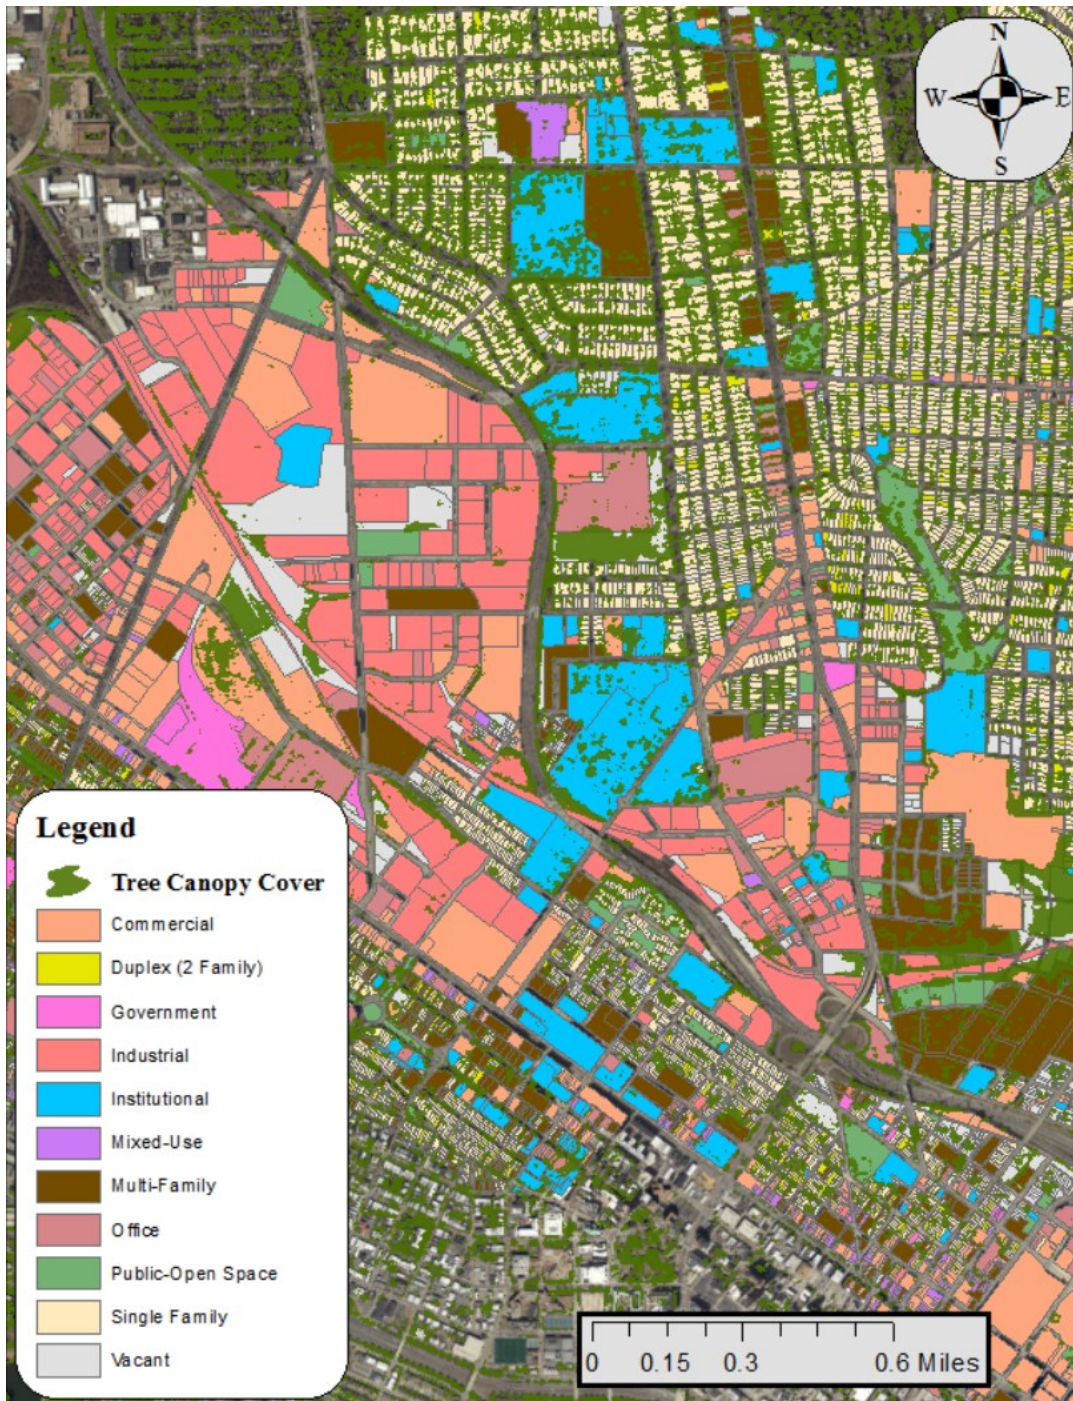 N
W E
S
Legend
Tree Canopy Cover
Commercial
Duplex (2 Family)
Government
Industrial
Institutional
Mixed-Use
Multi-Family
Office
Public-Open Space
Single Family
Vacant
0 0.15 0.3 0.6 Miles